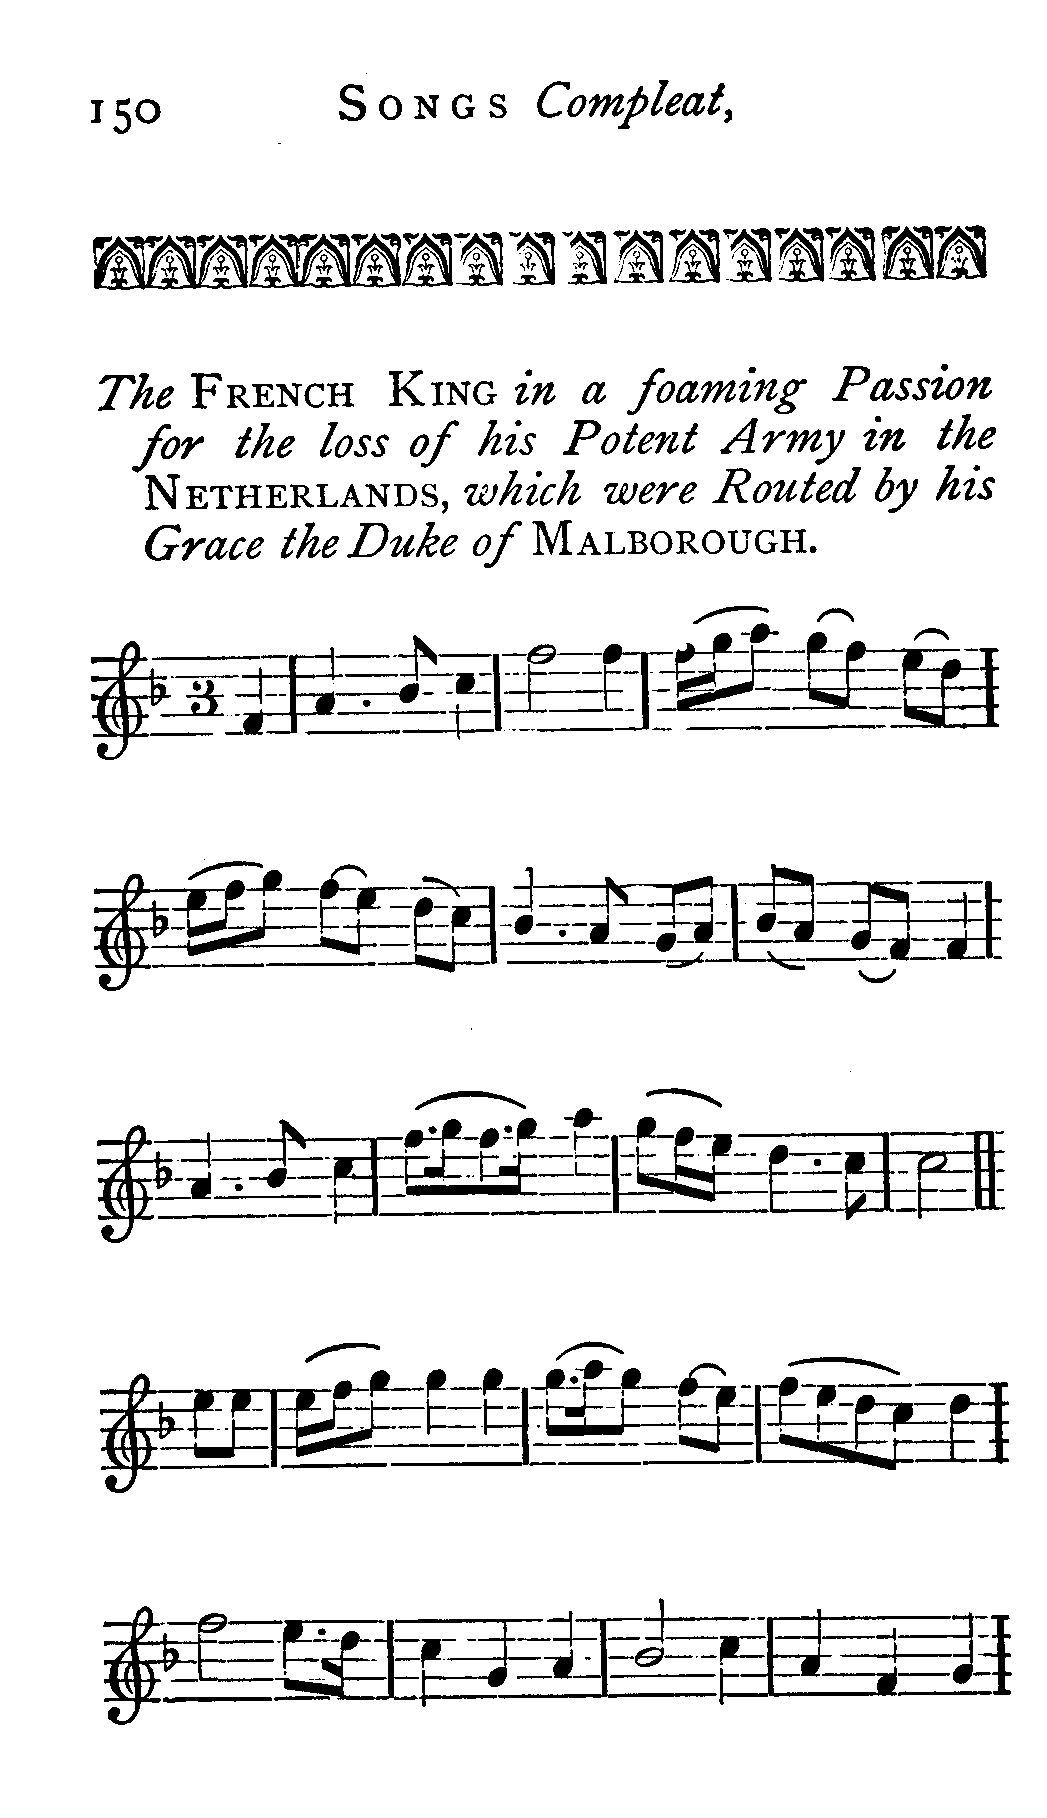 150 SONGS Compleat,
The FRENCH KING in a foaming Passion
for the loss of his Potent Army in the
NETHERLANDS, which were Routed by his
Grace the Duke of MALBOROUGH.
3